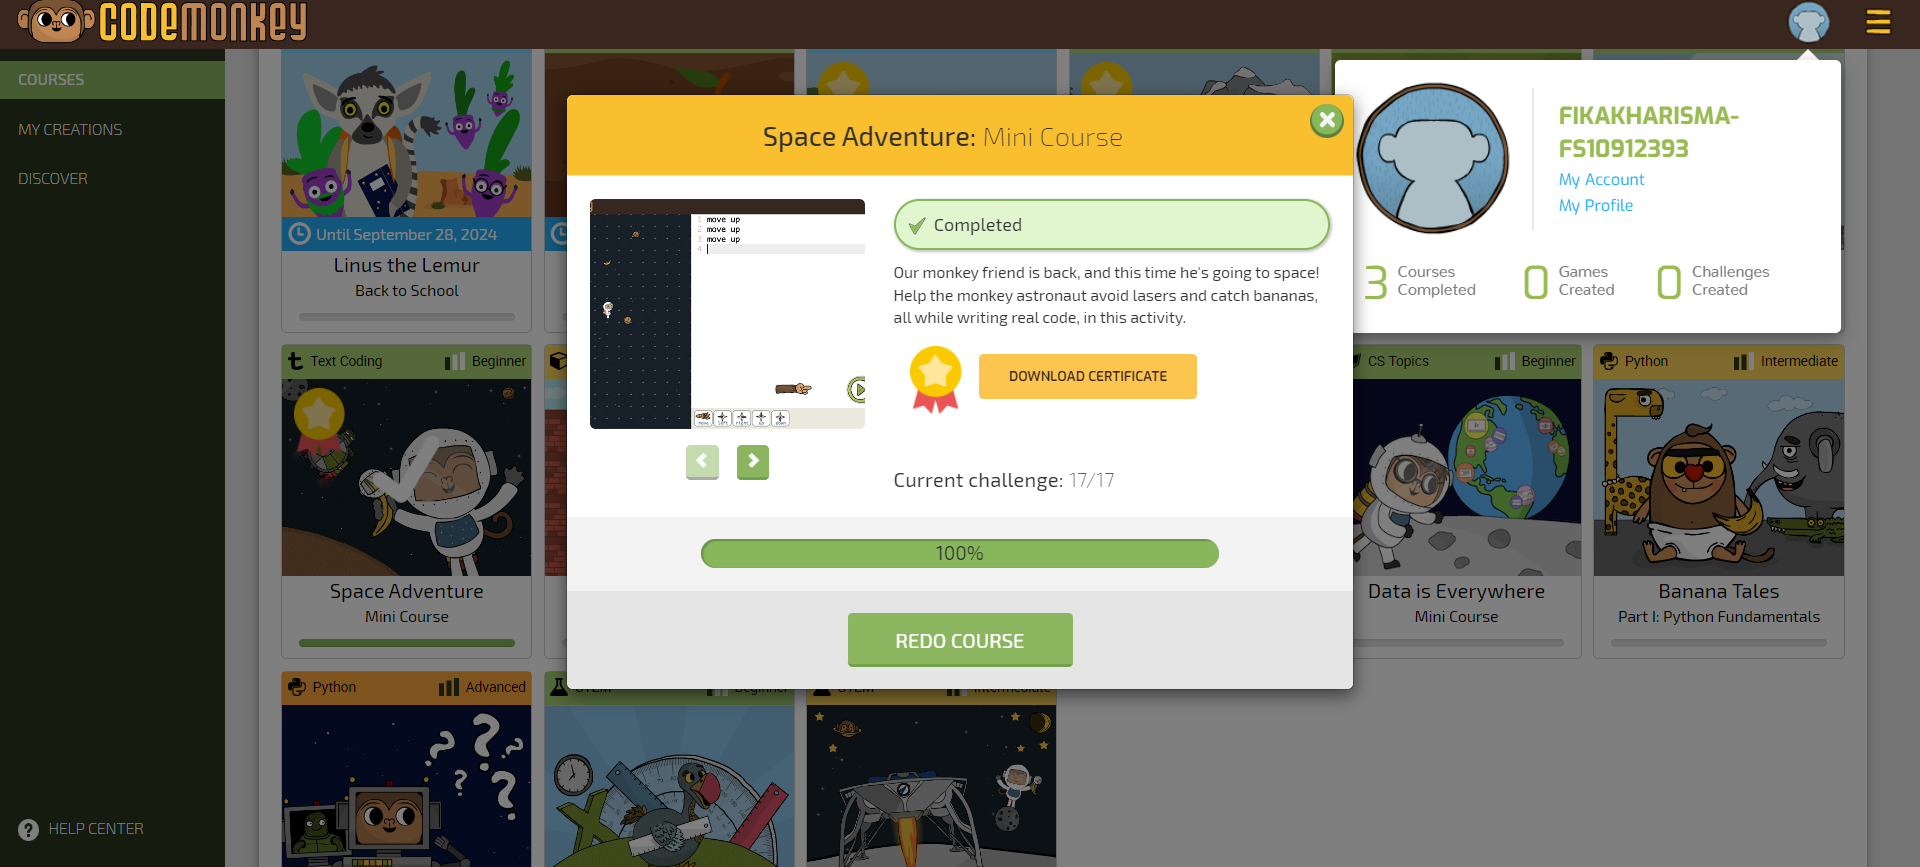 CODEMONKEY
COURSES
MY CREATIONS
DISCOVER
HELP CENTER
Until September 28, 2024
Linus the Lemur
Back to School
Text Coding
Beginner
Space Adventure
Mini Course
Python
Advanced
Space Adventure: Mini Course
1 move up
2 move up
3 move up
4
Completed
Our monkey friend is back, and this time he's going to space!
Help the monkey astronaut avoid lasers and catch bananas,
all while writing real code, in this activity.
DOWNLOAD CERTIFICATE
Current challenge: 17/17
100%
REDO COURSE
FIKAKHARISMA-
FS10912393
My Account
My Profile
3 Courses
Completed
0 Games
Created
0 Challenges
Created
CS Topics
Beginner
Data is Everywhere
Mini Course
Python
Intermediate
Banana Tales
Part I: Python Fundamentals